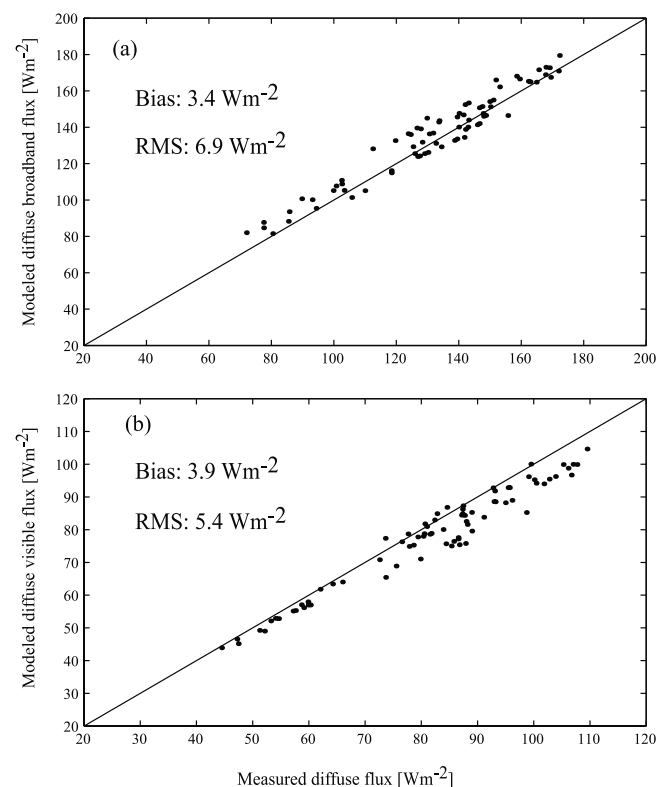 200
180
160
140
120
100
80
60
40
20
Modeled diffuse broadband flux [Wm-2]
(a)
Bias: 3.4 Wm-2
RMS: 6.9 Wm-2
20 40 60 80 100 120 140 160 180 200
120
110
100
90
80
70
60
50
40
30
20
Modeled diffuse visible flux [Wm-2]
(b)
Bias: 3.9 Wm-2
RMS: 5.4 Wm-2
20 30 40 50 60 70 80 90 100 110 120
Measured diffuse flux [Wm-2]